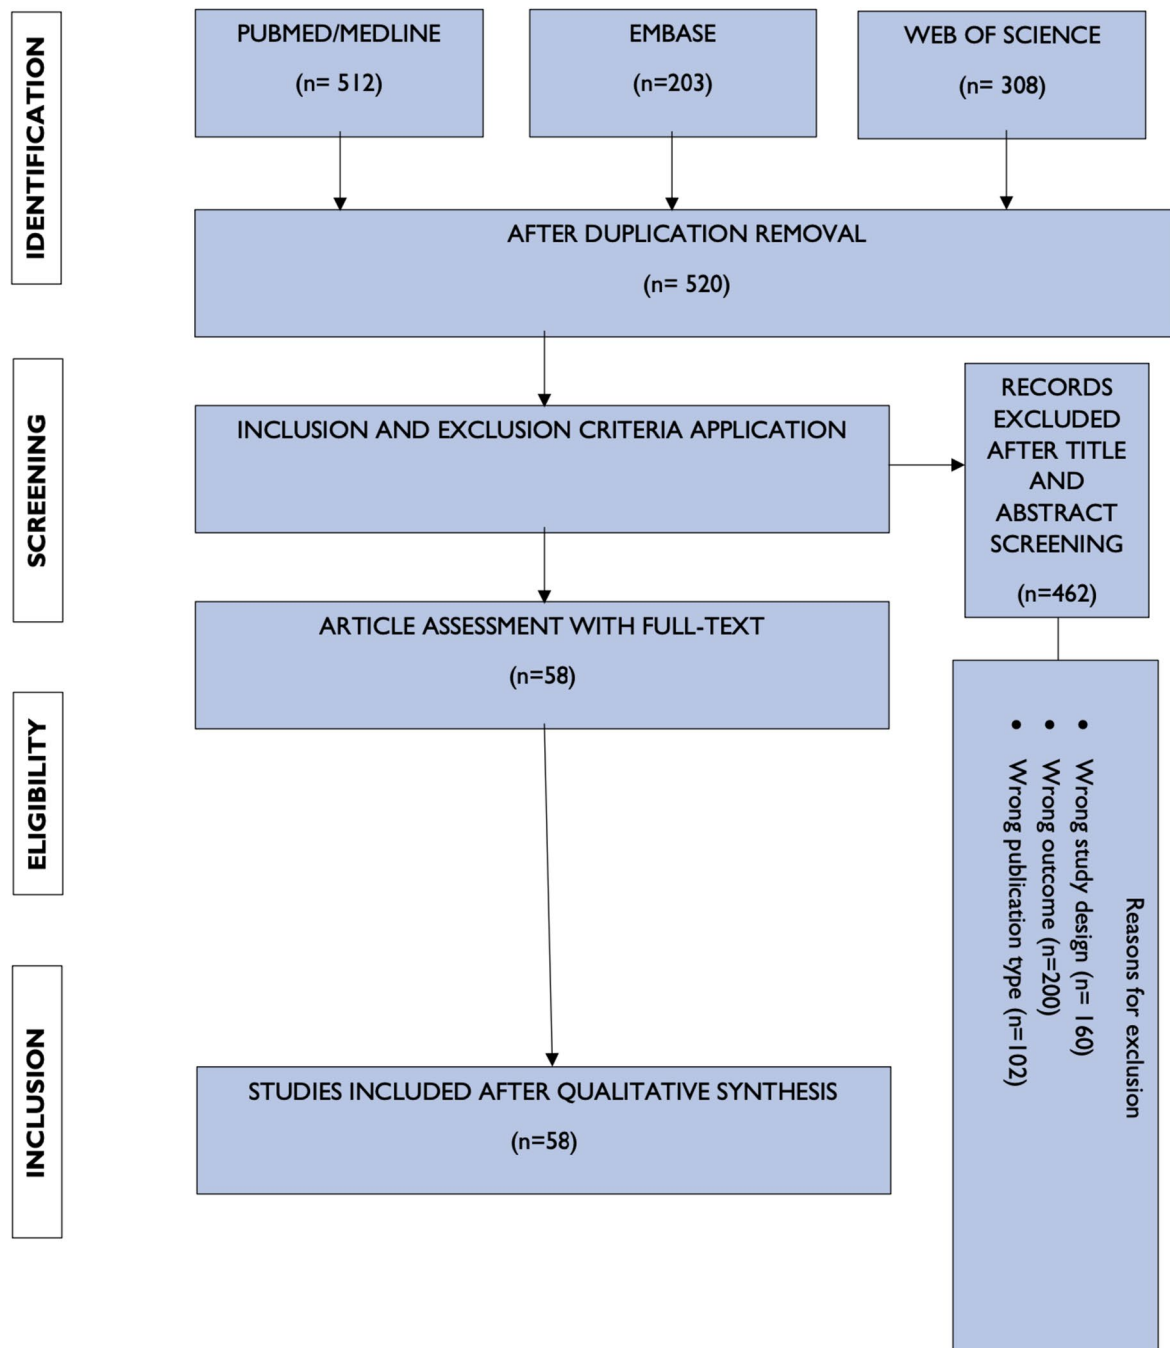 IDENTIFICATION
PUBMED/MEDLINE
(n= 512)
EMBASE
(n=203)
WEB OF SCIENCE
(n= 308)
AFTER DUPLICATION REMOVAL
(n= 520)
SCREENING
INCLUSION AND EXCLUSION CRITERIA APPLICATION
RECORDS
EXCLUDED
AFTER TITLE
AND
ABSTRACT
SCREENING
(n=462)
ARTICLE ASSESSMENT WITH FULL-TEXT
(n=58)
ELIGIBILITY
Reasons for exclusion
• Wrong study design (n= 160)
• Wrong outcome (n=200)
• Wrong publication type (n=102)
INCLUSION
STUDIES INCLUDED AFTER QUALITATIVE SYNTHESIS
(n=58)